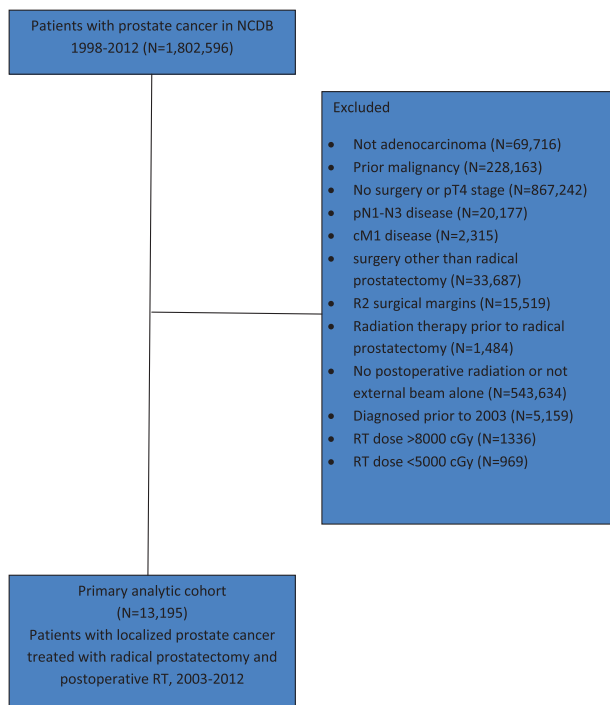 Patients with prostate cancer in NCDB
1998-2012 (N=1,802,596)
Excluded
• Not adenocarcinoma (N=69,716)
• Prior malignancy (N=228,163)
• No surgery or pT4 stage (N=867,242)
• pN1-N3 disease (N=20,177)
• cM1 disease (N=2,315)
• surgery other than radical
prostatectomy (N=33,687)
• R2 surgical margins (N=15,519)
• Radiation therapy prior to radical
prostatectomy (N=1,484)
• No postoperative radiation or not
external beam alone (N=543,634)
• Diagnosed prior to 2003 (N=5,159)
• RT dose >8000 cGy (N=1336)
• RT dose <5000 cGy (N=969)
Primary analytic cohort
(N=13,195)
Patients with localized prostate cancer
treated with radical prostatectomy and
postoperative RT, 2003-2012